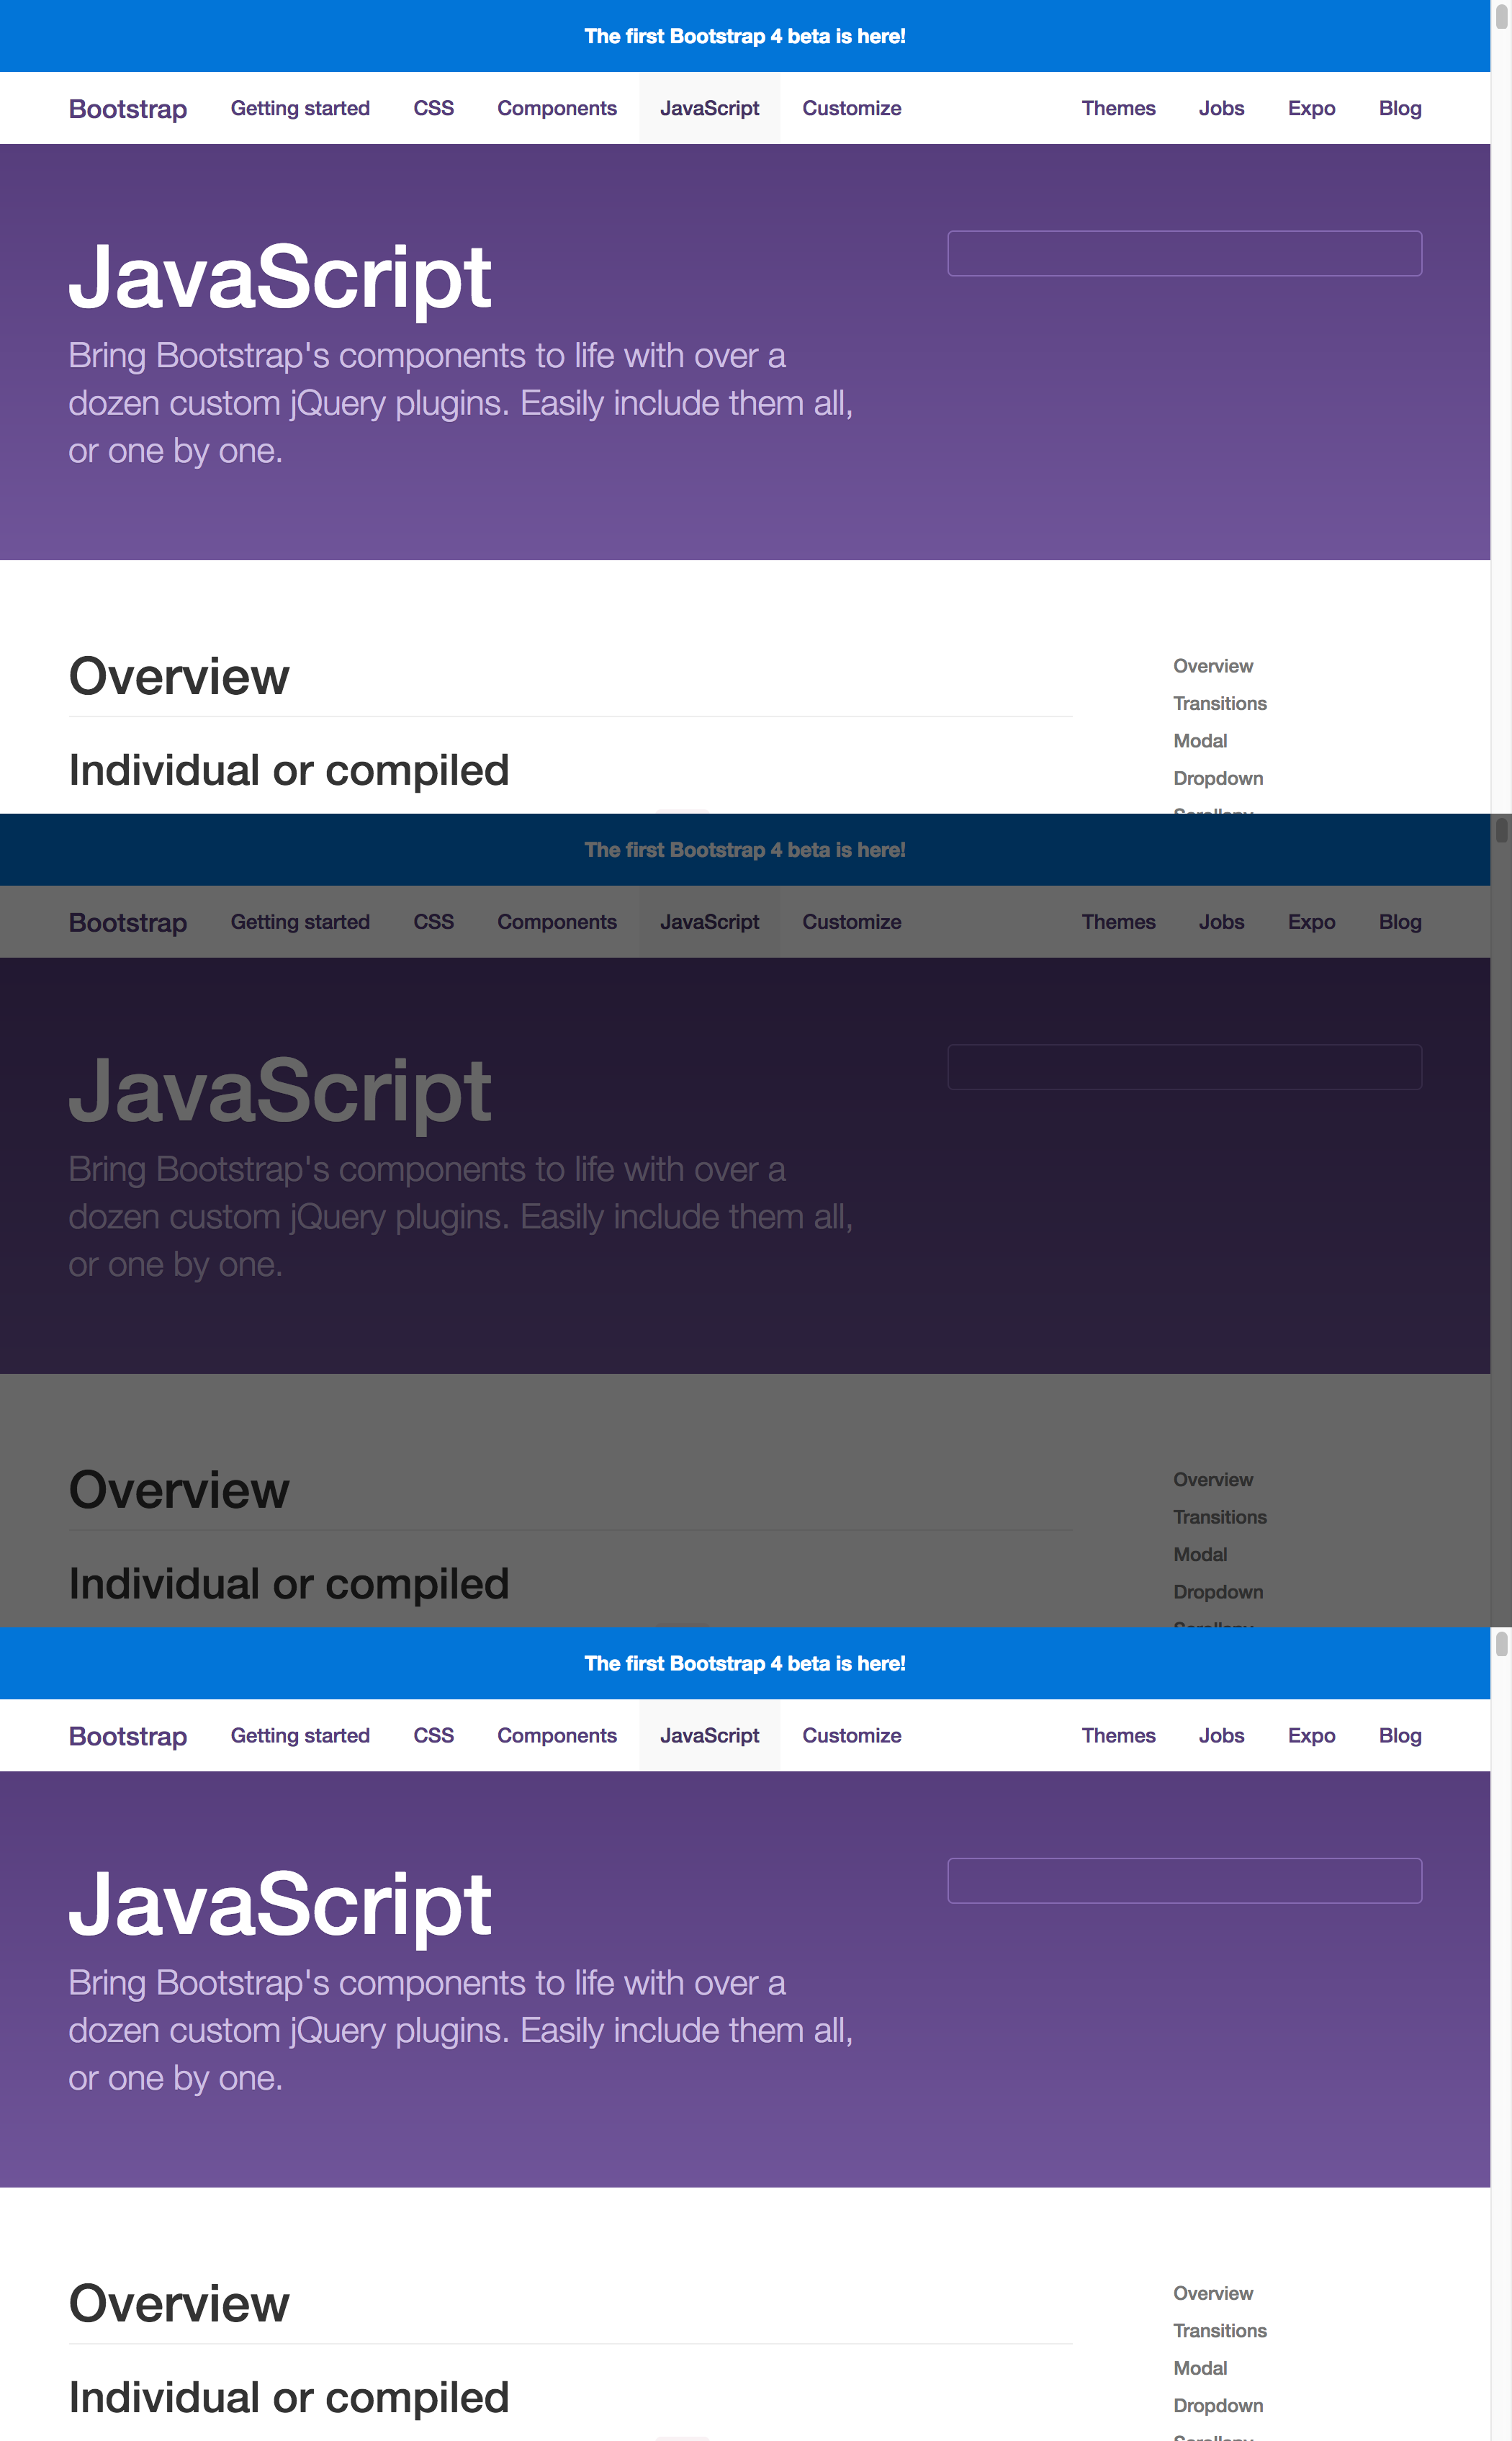 The first Bootstrap 4 beta is here!
Bootstrap Getting started CSS Components JavaScript Customize Themes Jobs Expo Blog
JavaScript
Bring Bootstrap's components to life with over a
dozen custom jQuery plugins. Easily include them all,
or one by one.
Overview
Individual or compiled
Overview
Transitions
Modal
Dropdown
The first Bootstrap 4 beta is here!
Bootstrap Getting started CSS Components JavaScript Customize Themes Jobs Expo Blog
JavaScript
Bring Bootstrap's components to life with over a
dozen custom jQuery plugins. Easily include them all,
or one by one.
Overview
Individual or compiled
Overview
Transitions
Modal
Dropdown
The first Bootstrap 4 beta is here!
Bootstrap Getting started CSS Components JavaScript Customize Themes Jobs Expo Blog
JavaScript
Bring Bootstrap's components to life with over a
dozen custom jQuery plugins. Easily include them all,
or one by one.
Overview
Individual or compiled
Overview
Transitions
Modal
Dropdown